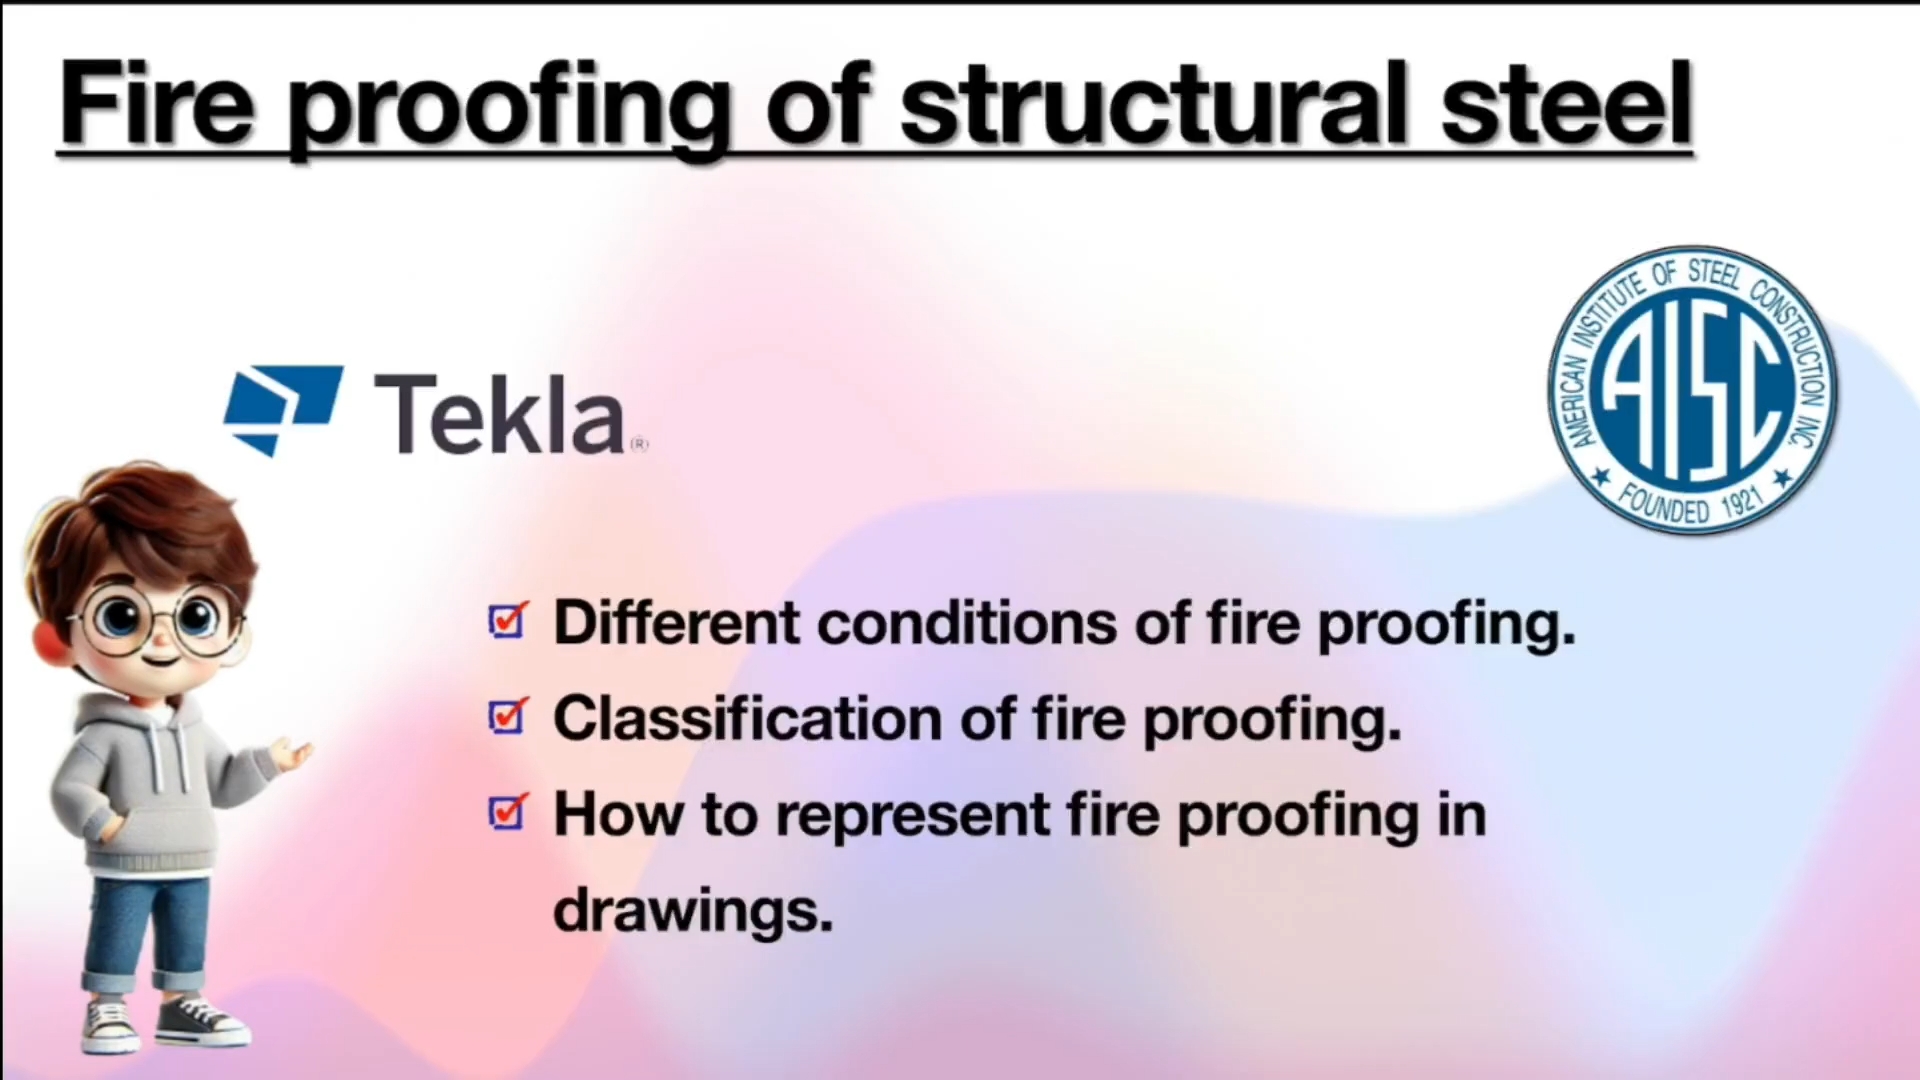 Fire proofing of structural steel
Tekla®
AMERICAN INSTITUTE OF STEEL CONSTRUCTION INC.
AISC
FOUNDED 1921
Different conditions of fire proofing.
Classification of fire proofing.
How to represent fire proofing in
drawings.